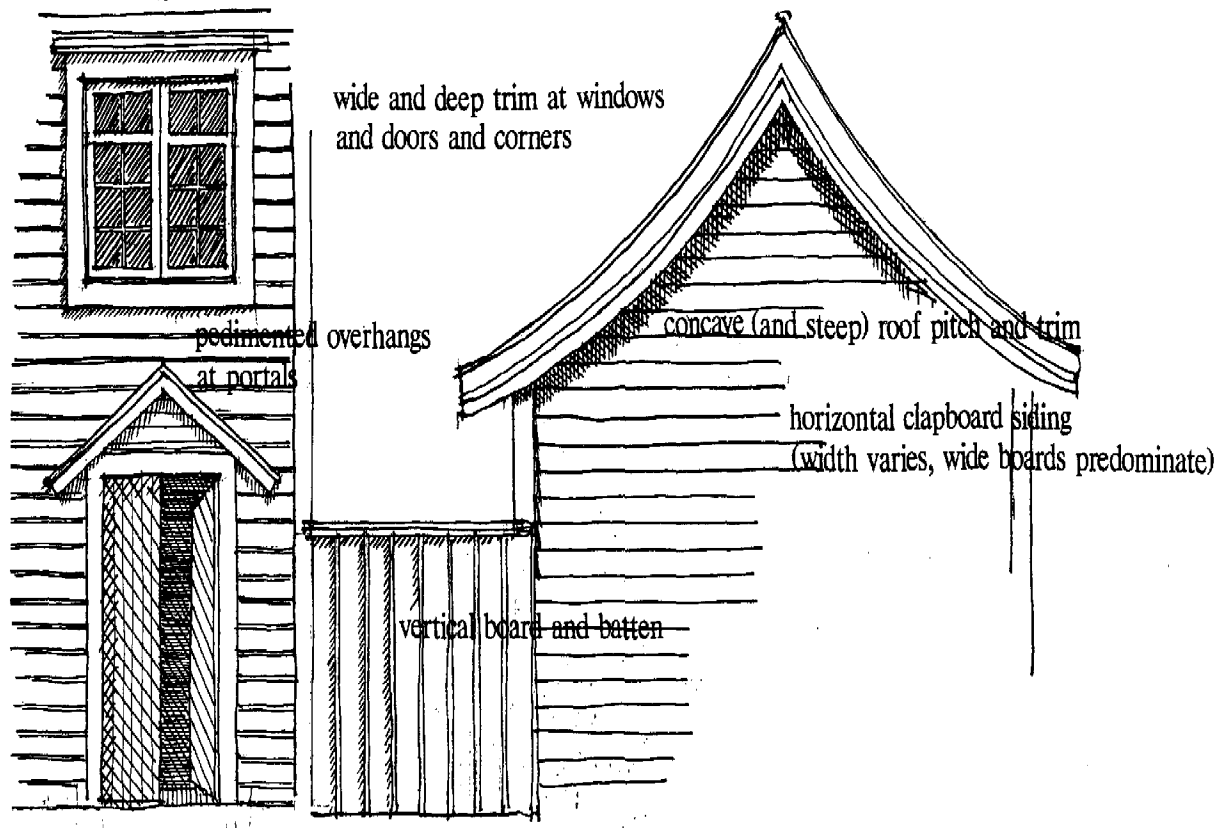 wide and deep trim at windows
and doors and corners
pedimented overhangs
at portals
concave (and steep) roof pitch and trim
horizontal clapboard siding
(width varies, wide boards predominate)
vertical board and batten